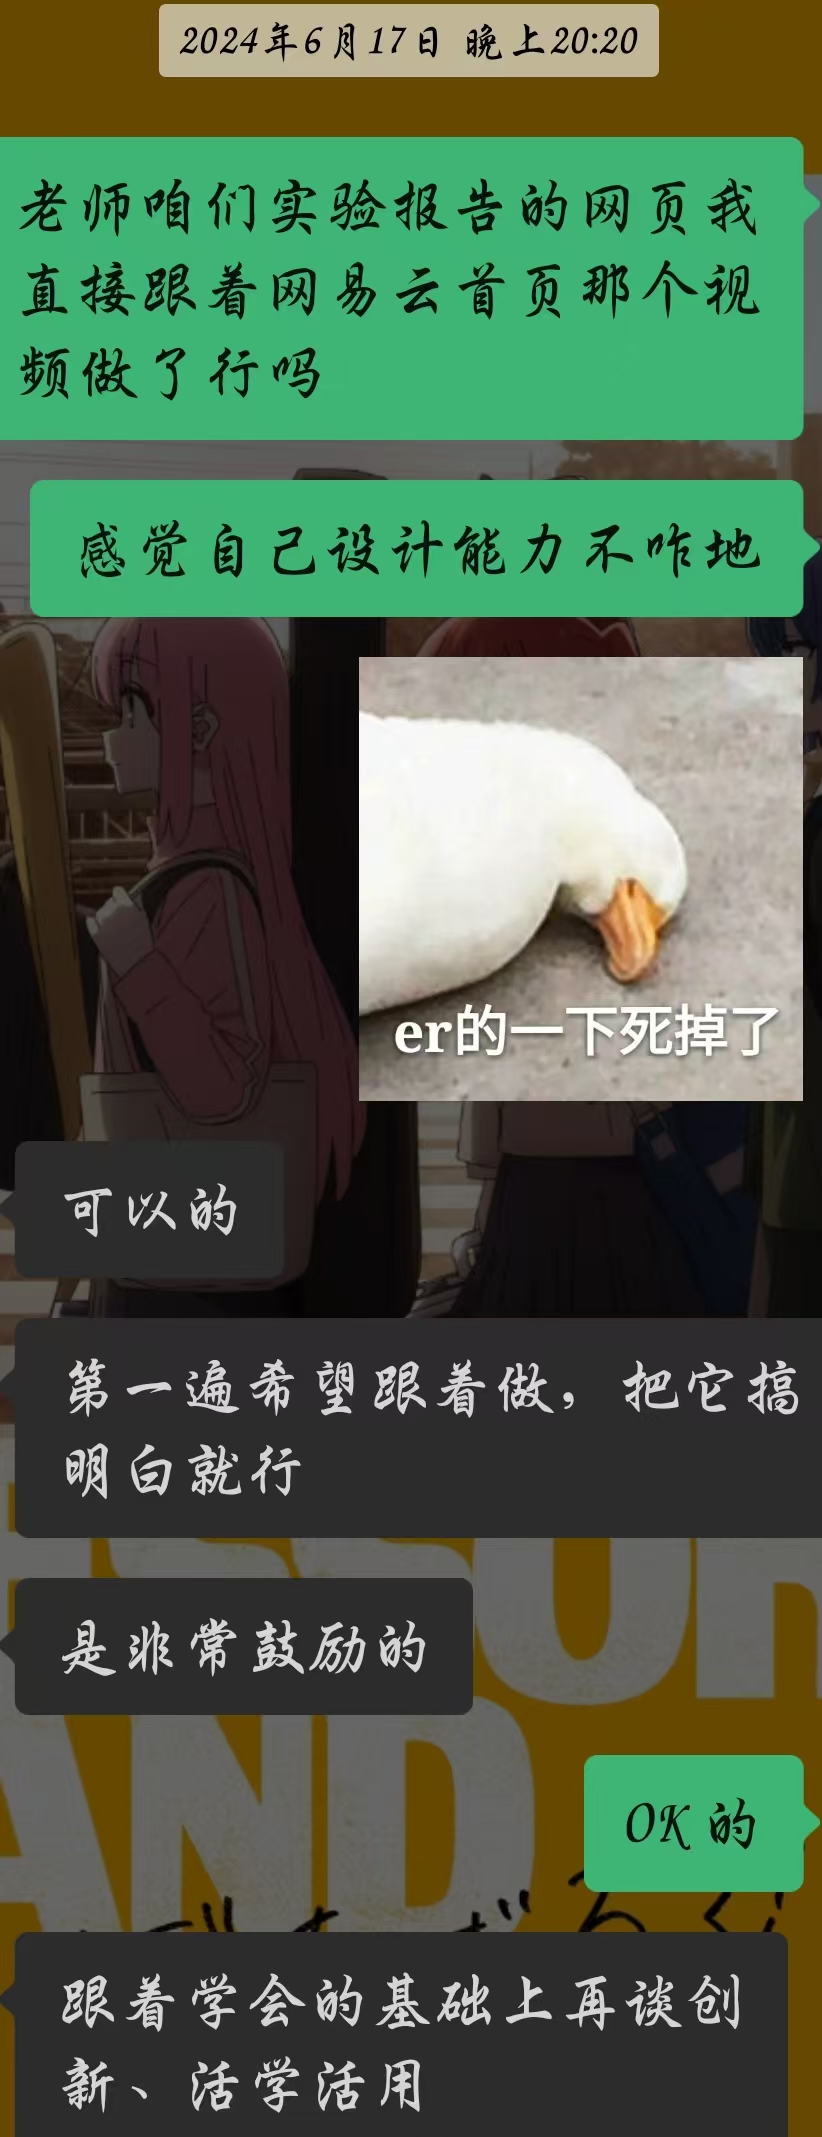 2024年6月17日 晚上20:20
老师咱们实验报告的网页我
直接跟着网易云首页那个视
频做了行吗
感觉自己设计能力不咋地
er的一下死掉了
可以的
第一遍希望跟着做，把它搞
明白就行
是非常鼓励的
AND
OK的
跟着学会的基础上再谈创
新、活学活用